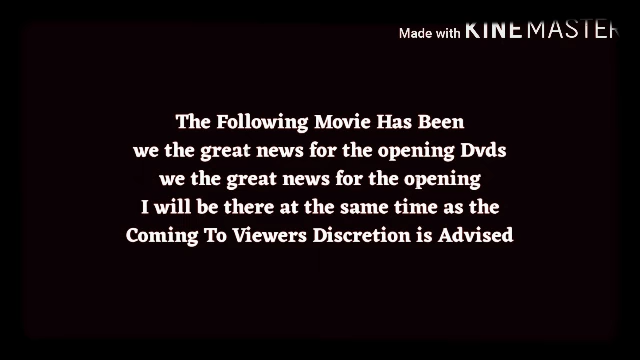 Made with KINEMASTER
The Following Movie Has Been
we the great news for the opening Dvds
we the great news for the opening
I will be there at the same time as the
Coming To Viewers Discretion is Advised